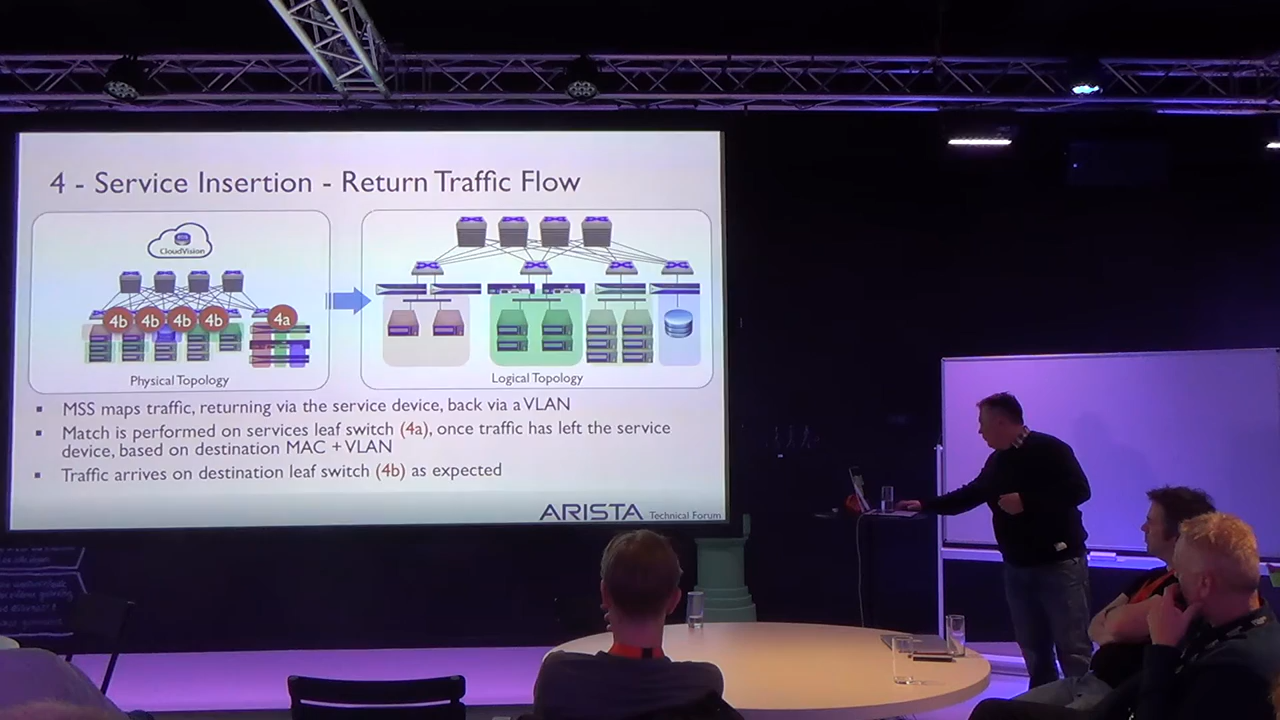 4 - Service Insertion - Return Traffic Flow
CloudVision
4b 4b 4b 4b 4a
Physical Topology
Logical Topology
▪ MSS maps traffic, returning via the service device, back via a VLAN
▪ Match is performed on services leaf switch (4a), once traffic has left the service
device, based on destination MAC + VLAN
▪ Traffic arrives on destination leaf switch (4b) as expected
ARISTA Technical Forum